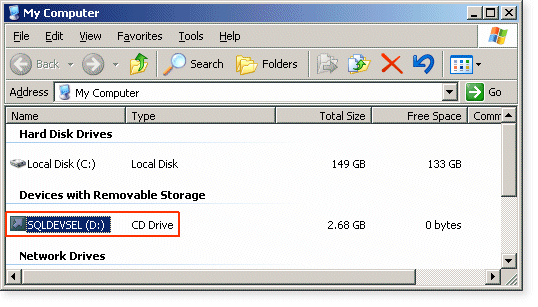 My Computer
File Edit View Favorites Tools Help
Back Search Folders
Address My Computer Go
Name Type Total Size Free Space Comm
Hard Disk Drives
Local Disk (C:) Local Disk 149 GB 133 GB
Devices with Removable Storage
SQLDEVSEL (D:) CD Drive 2.68 GB 0 bytes
Network Drives